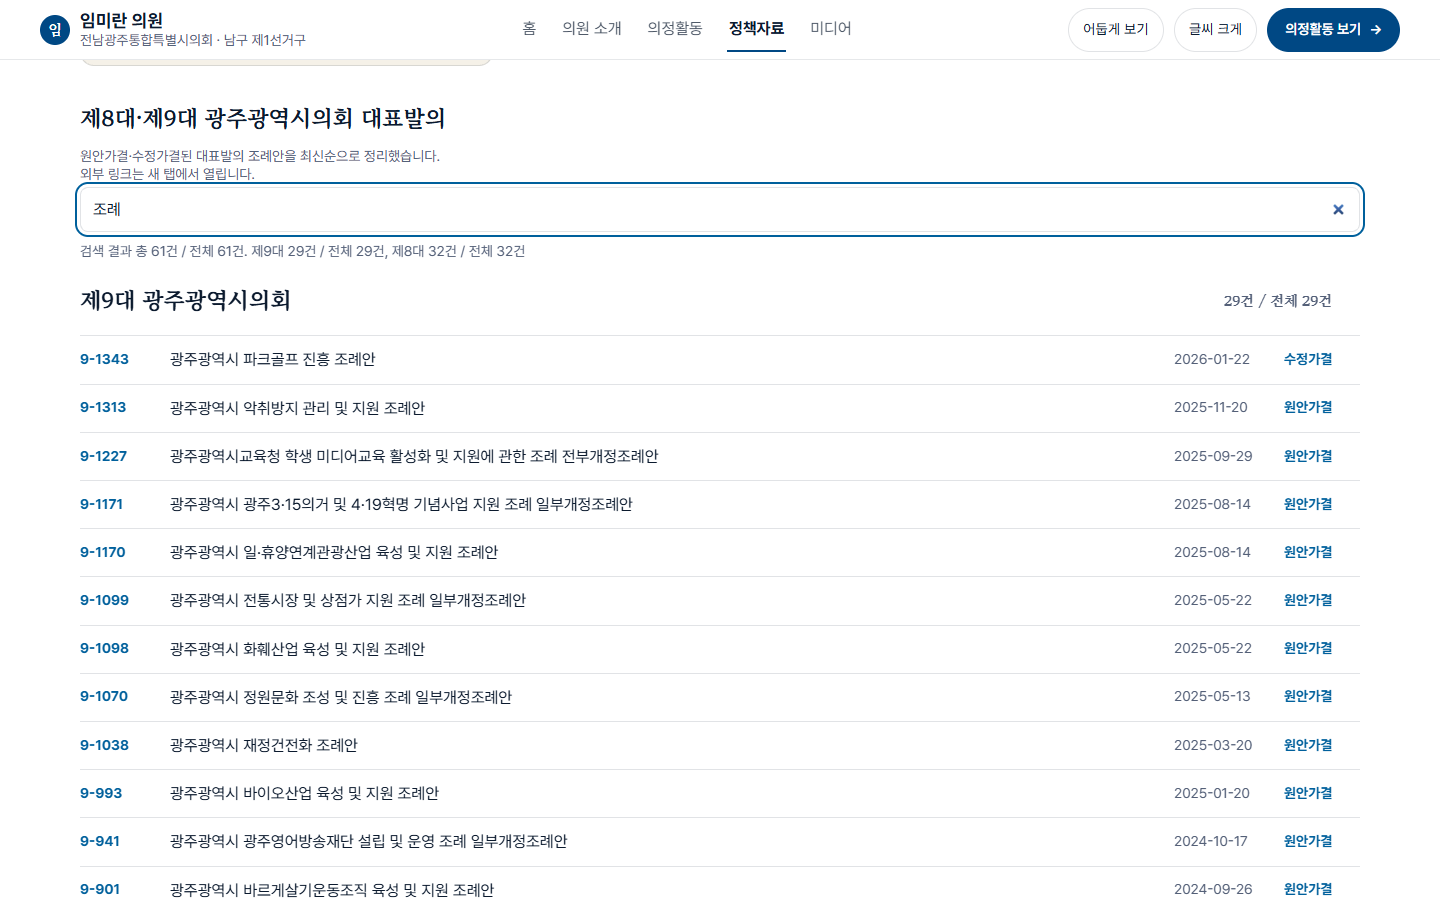 임
임미란 의원
전남광주통합특별시의회 · 남구 제1선거구
홈
의원 소개
의정활동
정책자료
미디어
어둡게 보기
글씨 크게
의정활동 보기 →
제8대·제9대 광주광역시의회 대표발의
원안가결·수정가결된 대표발의 조례안을 최신순으로 정리했습니다.
외부 링크는 새 탭에서 열립니다.
조례
검색 결과 총 61건 / 전체 61건. 제9대 29건 / 전체 29건, 제8대 32건 / 전체 32건
제9대 광주광역시의회
29건 / 전체 29건
9-1343 광주광역시 파크골프 진흥 조례안 2026-01-22 수정가결
9-1313 광주광역시 악취방지 관리 및 지원 조례안 2025-11-20 원안가결
9-1227 광주광역시교육청 학생 미디어교육 활성화 및 지원에 관한 조례 전부개정조례안 2025-09-29 원안가결
9-1171 광주광역시 광주3·15의거 및 4·19혁명 기념사업 지원 조례 일부개정조례안 2025-08-14 원안가결
9-1170 광주광역시 일·휴양연계관광산업 육성 및 지원 조례안 2025-08-14 원안가결
9-1099 광주광역시 전통시장 및 상점가 지원 조례 일부개정조례안 2025-05-22 원안가결
9-1098 광주광역시 화훼산업 육성 및 지원 조례안 2025-05-22 원안가결
9-1070 광주광역시 정원문화 조성 및 진흥 조례 일부개정조례안 2025-05-13 원안가결
9-1038 광주광역시 재정건전화 조례안 2025-03-20 원안가결
9-993 광주광역시 바이오산업 육성 및 지원 조례안 2025-01-20 원안가결
9-941 광주광역시 광주영어방송재단 설립 및 운영 조례 일부개정조례안 2024-10-17 원안가결
9-901 광주광역시 바르게살기운동조직 육성 및 지원 조례안 2024-09-26 원안가결